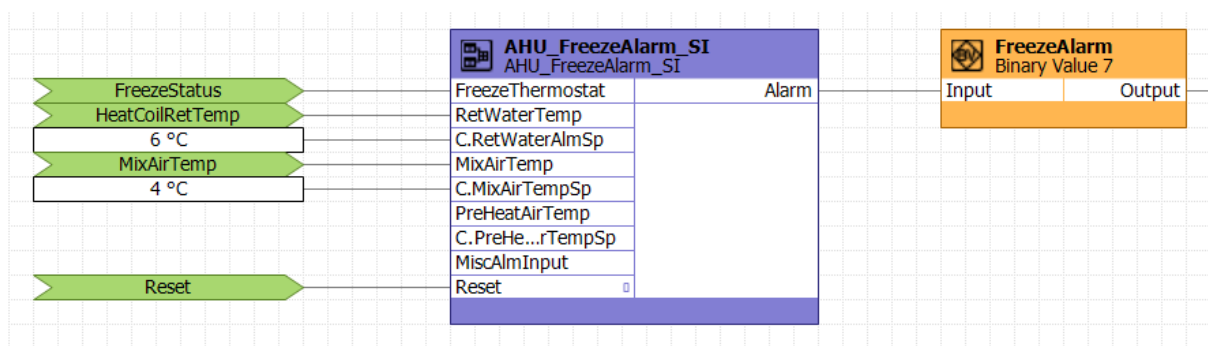 AHU_FreezeAlarm_SI
AHU_FreezeAlarm_SI
FreezeAlarm
Binary Value 7
FreezeStatus
FreezeThermostat
Alarm
Input
Output
HeatCoilRetTemp
RetWaterTemp
6 °C
C.RetWaterAlmSp
MixAirTemp
MixAirTemp
4 °C
C.MixAirTempSp
PreHeatAirTemp
C.PreHe...rTempSp
MiscAlmInput
Reset
Reset